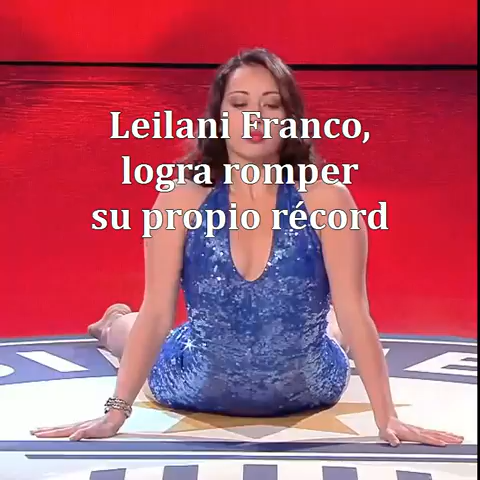 Leilani Franco,
logra romper
su propio récord